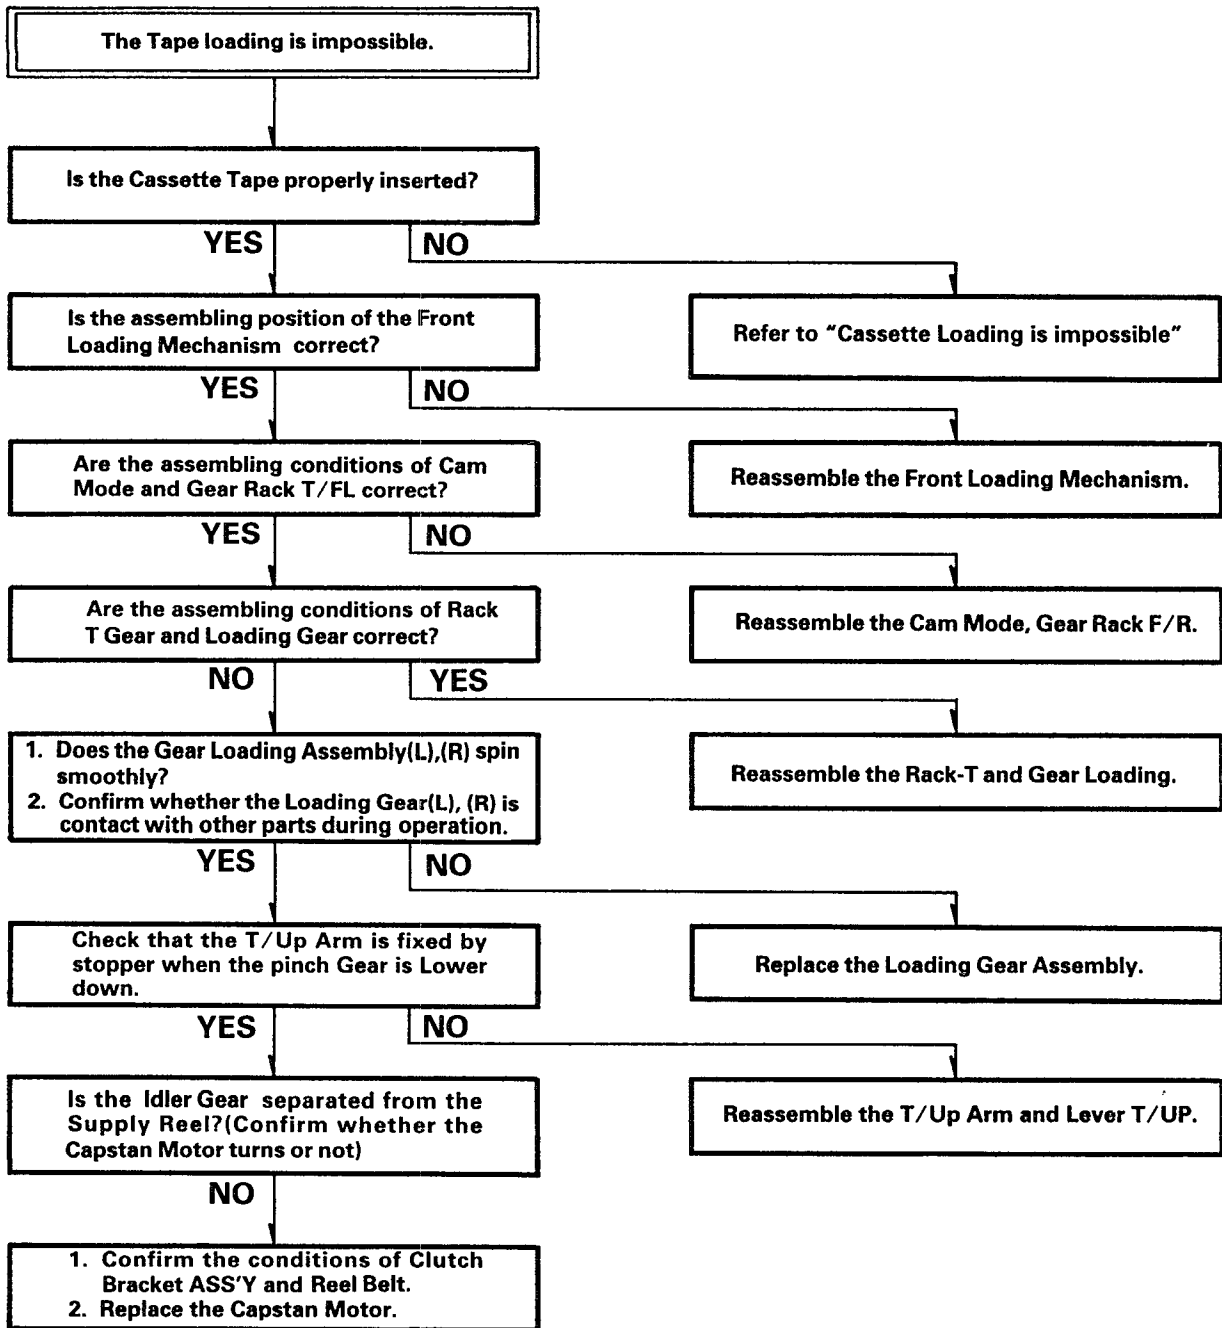 The Tape loading is impossible.
Is the Cassette Tape properly inserted?
YES
NO
Is the assembling position of the Front
Loading Mechanism correct?
Refer to "Cassette Loading is impossible"
YES
NO
Are the assembling conditions of Cam
Mode and Gear Rack T/FL correct?
Reassemble the Front Loading Mechanism.
YES
NO
Are the assembling conditions of Rack
T Gear and Loading Gear correct?
Reassemble the Cam Mode, Gear Rack F/R.
NO
YES
1. Does the Gear Loading Assembly(L),(R) spin
smoothly?
2. Confirm whether the Loading Gear(L), (R) is
contact with other parts during operation.
Reassemble the Rack-T and Gear Loading.
YES
NO
Check that the T/Up Arm is fixed by
stopper when the pinch Gear is Lower
down.
Replace the Loading Gear Assembly.
YES
NO
Is the Idler Gear separated from the
Supply Reel?(Confirm whether the
Capstan Motor turns or not)
Reassemble the T/Up Arm and Lever T/UP.
NO
1. Confirm the conditions of Clutch
Bracket ASS'Y and Reel Belt.
2. Replace the Capstan Motor.